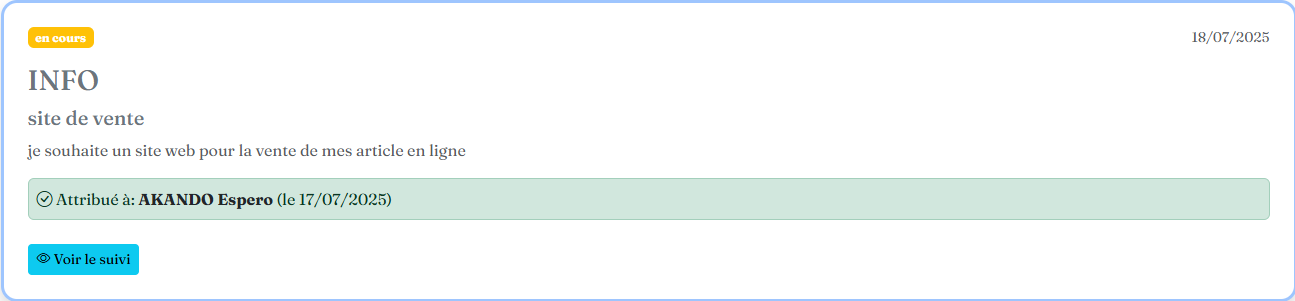 en cours
18/07/2025
INFO
site de vente
je souhaite un site web pour la vente de mes article en ligne
Attribué à: AKANDO Espero (le 17/07/2025)
Voir le suivi